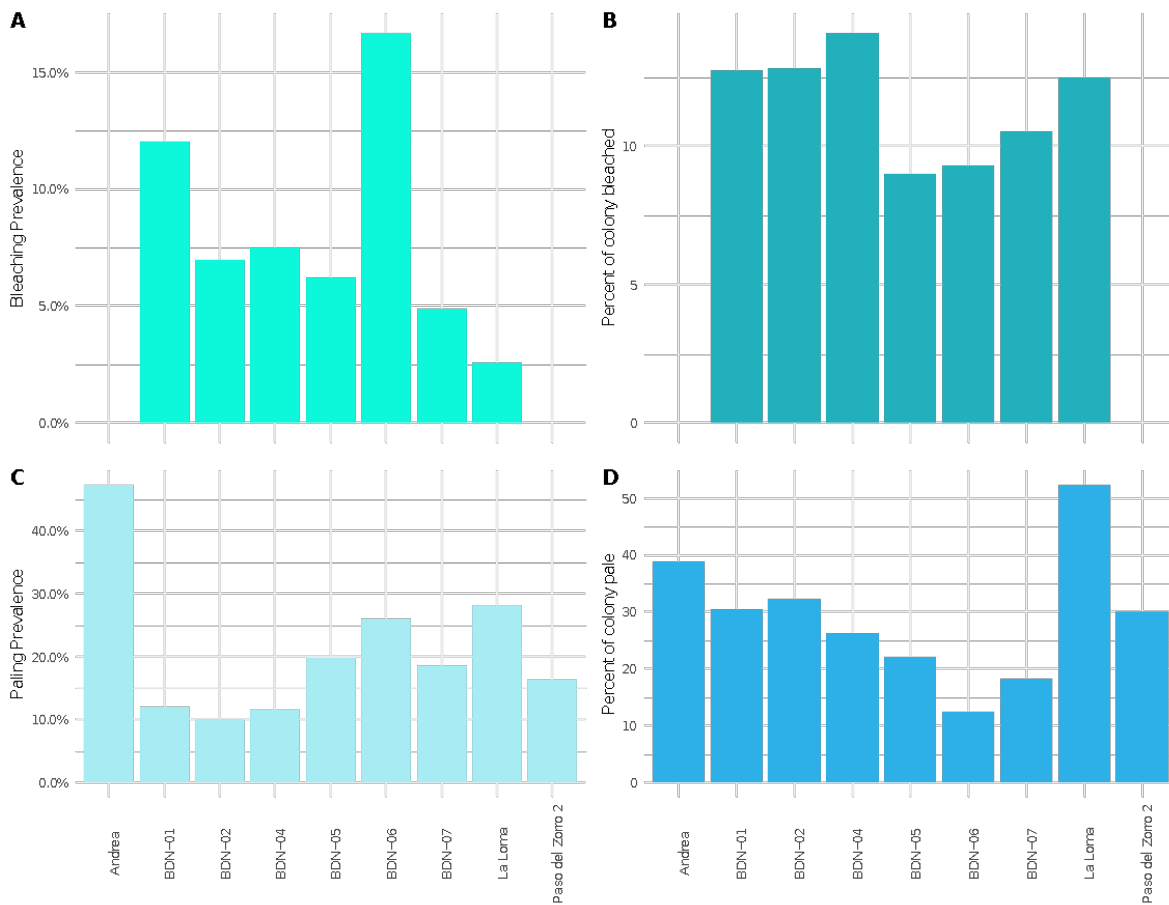 A
Bleaching Prevalence
15.0%
10.0%
5.0%
0.0%
B
Percent of colony bleached
10
5
0
C
Paling Prevalence
40.0%
30.0%
20.0%
10.0%
0.0%
D
Percent of colony pale
50
40
30
20
10
0
Andrea
BDN-01
BDN-02
BDN-04
BDN-05
BDN-06
BDN-07
La Loma
Paso del Zorro 2
Andrea
BDN-01
BDN-02
BDN-04
BDN-05
BDN-06
BDN-07
La Loma
Paso del Zorro 2